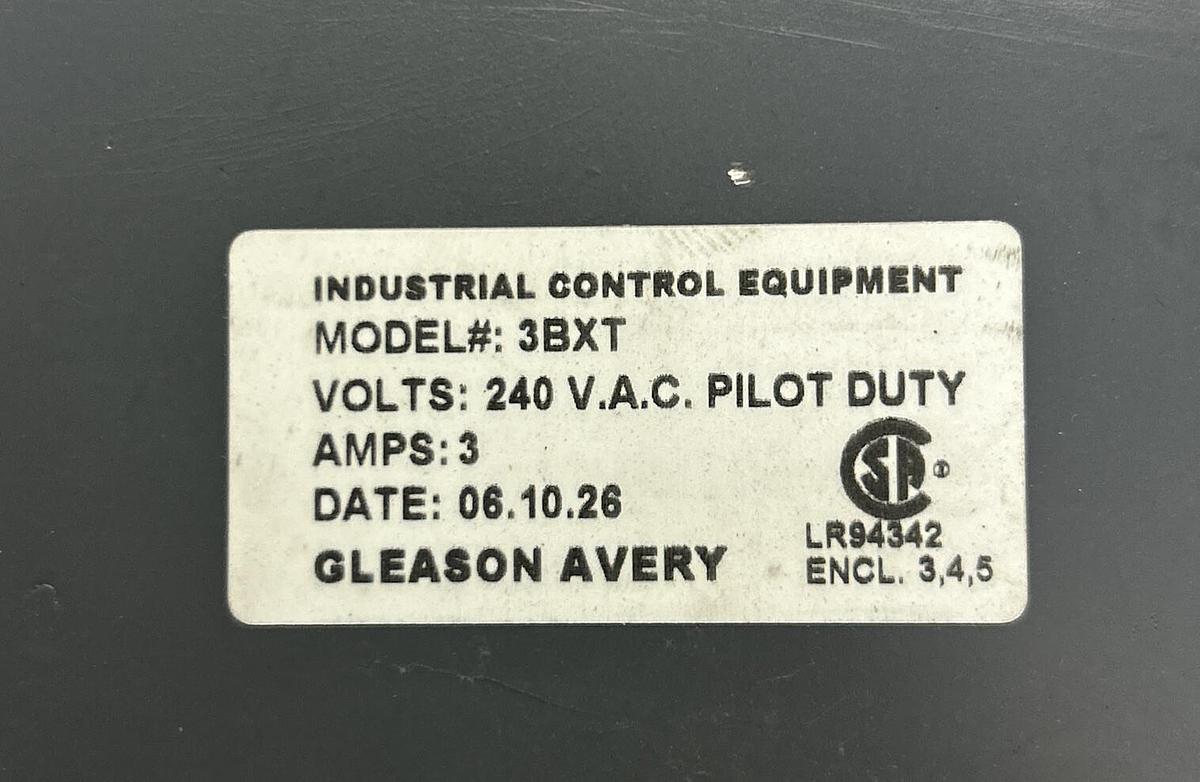 INDUSTRIAL CONTROL EQUIPMENT
MODEL#: 3BXT
VOLTS: 240 V.A.C. PILOT DUTY
AMPS: 3
DATE: 06.10.26
GLEASON AVERY
CSA ®
LR94342
ENCL. 3,4,5